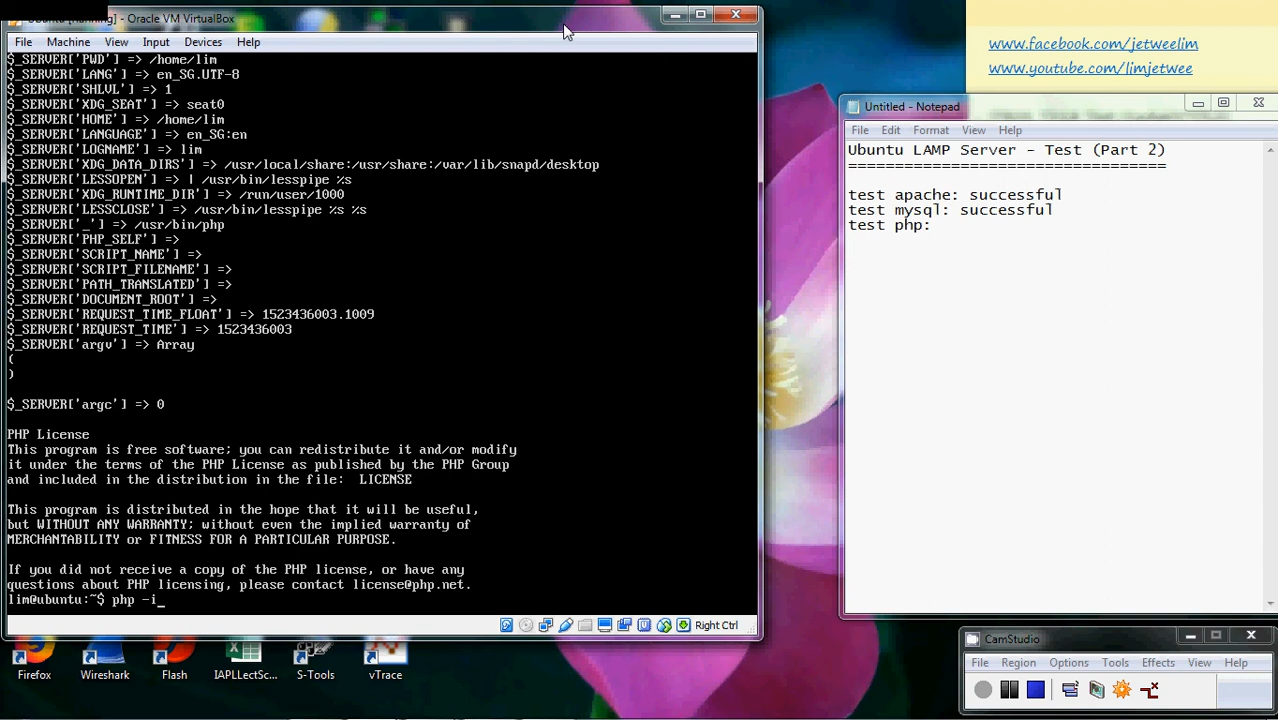 [Running] - Oracle VM VirtualBox
File Machine View Input Devices Help
$_SERVER['PWD'] => /home/lim
$_SERVER['LANG'] => en_SG.UTF-8
$_SERVER['SHLVL'] => 1
$_SERVER['XDG_SEAT'] => seat0
$_SERVER['HOME'] => /home/lim
$_SERVER['LANGUAGE'] => en_SG:en
$_SERVER['LOGNAME'] => lim
$_SERVER['XDG_DATA_DIRS'] => /usr/local/share:/usr/share:/var/lib/snapd/desktop
$_SERVER['LESSOPEN'] => | /usr/bin/lesspipe %s
$_SERVER['XDG_RUNTIME_DIR'] => /run/user/1000
$_SERVER['LESSCLOSE'] => /usr/bin/lesspipe %s %s
$_SERVER['_'] => /usr/bin/php
$_SERVER['PHP_SELF'] =>
$_SERVER['SCRIPT_NAME'] =>
$_SERVER['SCRIPT_FILENAME'] =>
$_SERVER['PATH_TRANSLATED'] =>
$_SERVER['DOCUMENT_ROOT'] =>
$_SERVER['REQUEST_TIME_FLOAT'] => 1523436003.1009
$_SERVER['REQUEST_TIME'] => 1523436003
$_SERVER['argv'] => Array
(
)
$_SERVER['argc'] => 0
PHP License
This program is free software; you can redistribute it and/or modify
it under the terms of the PHP License as published by the PHP Group
and included in the distribution in the file:  LICENSE
This program is distributed in the hope that it will be useful,
but WITHOUT ANY WARRANTY; without even the implied warranty of
MERCHANTABILITY or FITNESS FOR A PARTICULAR PURPOSE.
If you did not receive a copy of the PHP license, or have any
questions about PHP licensing, please contact license@php.net.
lim@ubuntu:~$ php -i_
Right Ctrl
Firefox Wireshark Flash IAPLLectSc... S-Tools vTrace
www.facebook.com/jetweelim
www.youtube.com/limjetwee
Untitled - Notepad
File Edit Format View Help
Ubuntu LAMP Server - Test (Part 2)
==================================
test apache: successful
test mysql: successful
test php:
CamStudio
File Region Options Tools Effects View Help